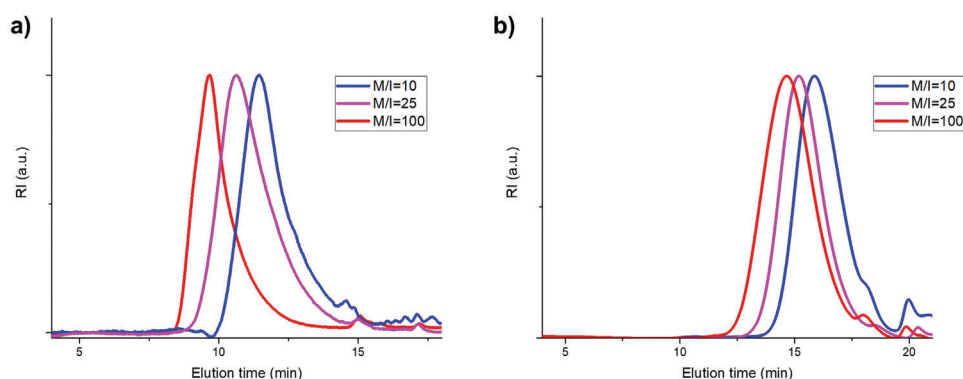 a)
RI (a.u.)
M/I=10
M/I=25
M/I=100
5
10
15
Elution time (min)
b)
RI (a.u.)
M/I=10
M/I=25
M/I=100
5
10
15
20
Elution time (min)